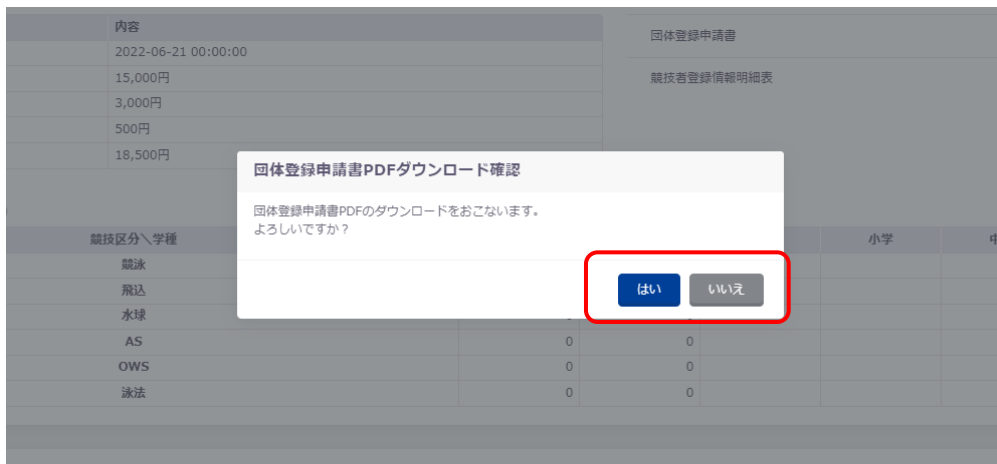 内容
団体登録申請書
2022-06-21 00:00:00
15,000円
競技者登録情報明細表
3,000円
500円
18,500円
団体登録申請書PDFダウンロード確認
団体登録申請書PDFのダウンロードをおこないます。
よろしいですか？
はい いいえ
競技区分＼学種 小学
競泳
飛込
水球
AS 0 0
OWS 0 0
泳法 0 0